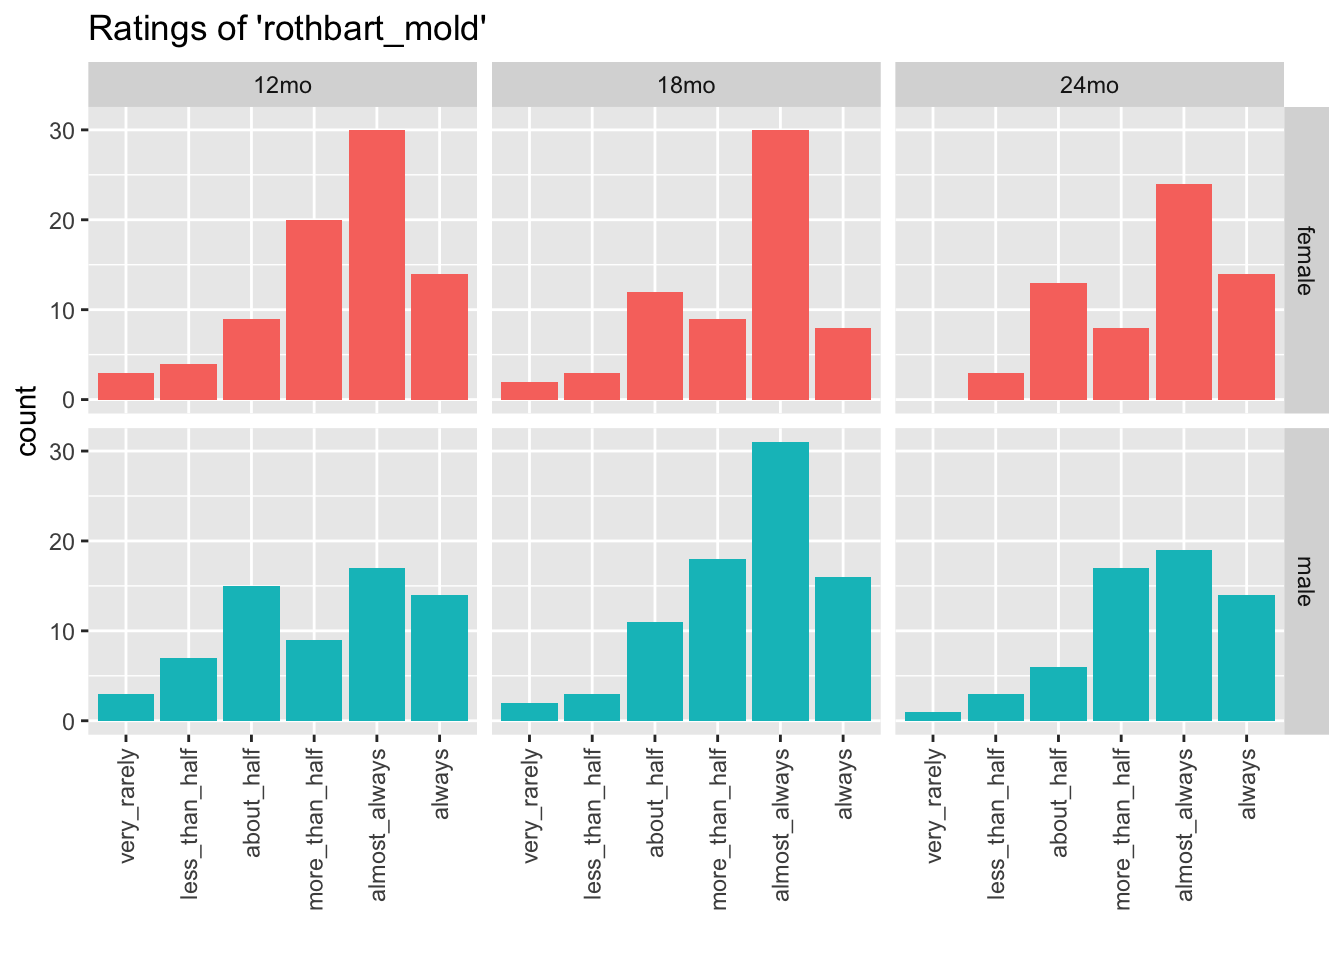 Ratings of 'rothbart_mold'
12mo 18mo 24mo
30
20
10
0
female
count
30
20
10
0
male
very_rarely less_than_half about_half more_than_half almost_always always very_rarely less_than_half about_half more_than_half almost_always always very_rarely less_than_half about_half more_than_half almost_always always